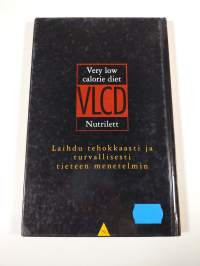 Very low
calorie diet
VLCD
Nutrilett
Laihdu tehokkaasti ja
turvallisesti
tieteen menetelmin